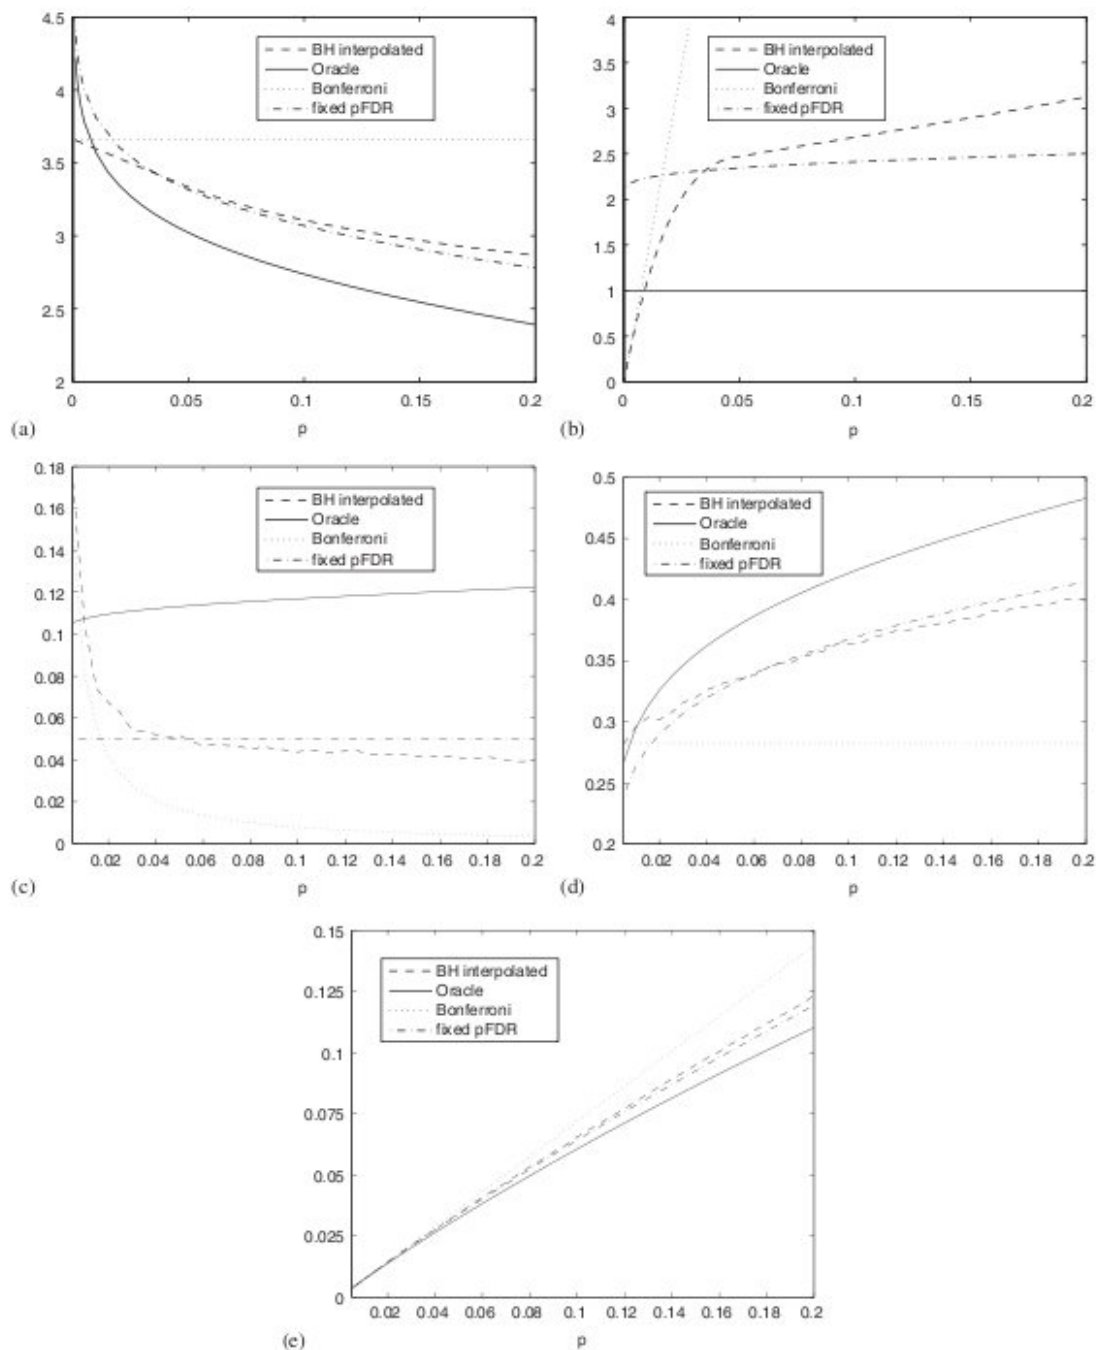 4.5
4
3.5
3
2.5
2
0
0.05
0.1
0.15
0.2
BH interpolated
Oracle
Bonferroni
fixed pFDR
(a)
p
4
3.5
3
2.5
2
1.5
1
0.5
0
0
0.05
0.1
0.15
0.2
BH interpolated
Oracle
Bonferroni
fixed pFDR
(b)
p
0.18
0.16
0.14
0.12
0.1
0.08
0.06
0.04
0.02
0
0.02
0.04
0.06
0.08
0.1
0.12
0.14
0.16
0.18
0.2
BH interpolated
Oracle
Bonferroni
fixed pFDR
(c)
p
0.5
0.45
0.4
0.35
0.3
0.25
0.2
0.02
0.04
0.06
0.08
0.1
0.12
0.14
0.16
0.18
0.2
BH interpolated
Oracle
Bonferroni
fixed pFDR
(d)
p
0.15
0.125
0.1
0.075
0.05
0.025
0
0.02
0.04
0.06
0.08
0.1
0.12
0.14
0.16
0.18
0.2
BH interpolated
Oracle
Bonferroni
fixed pFDR
(e)
p